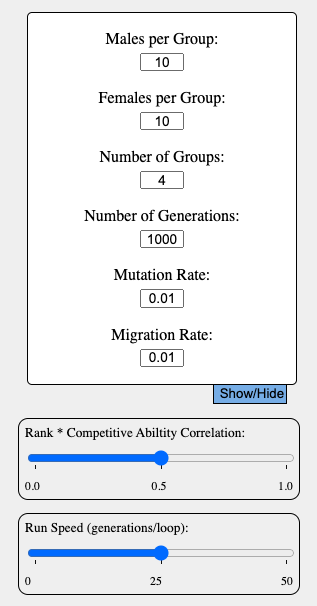 Males per Group:
10
Females per Group:
10
Number of Groups:
4
Number of Generations:
1000
Mutation Rate:
0.01
Migration Rate:
0.01
Show/Hide
Rank * Competitive Abiltity Correlation:
0.0 0.5 1.0
Run Speed (generations/loop):
0 25 50